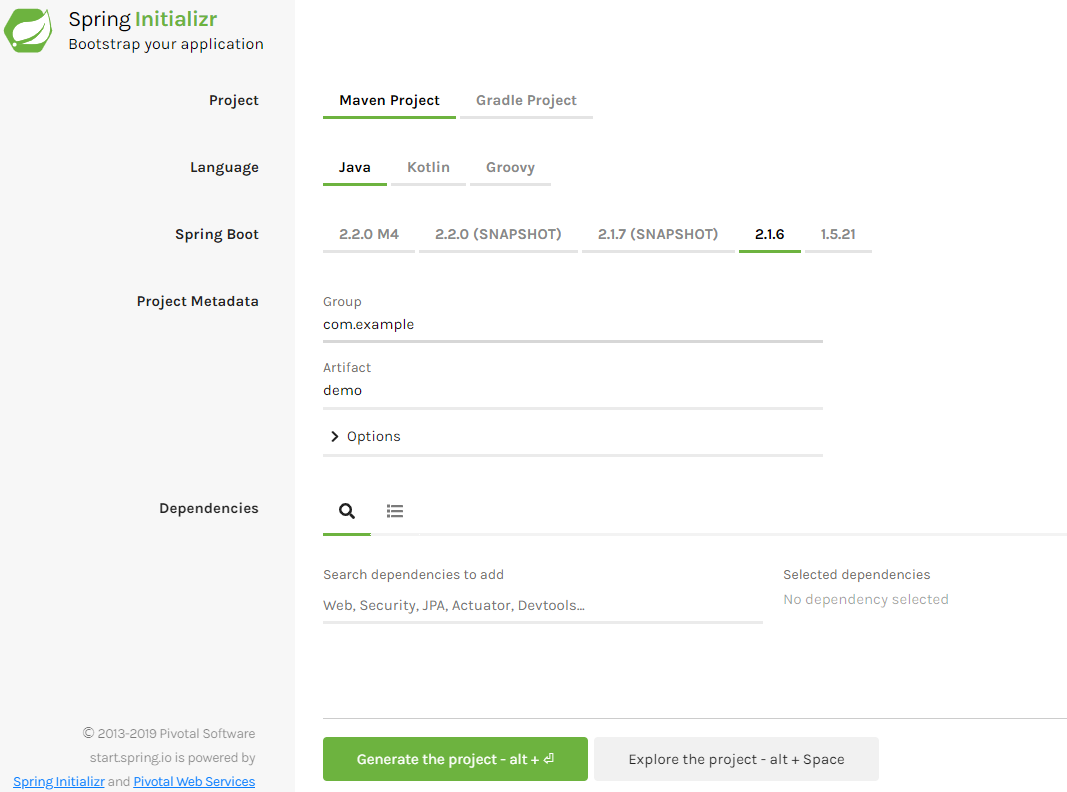 Spring Initializr
Bootstrap your application
Project
Maven Project Gradle Project
Language
Java Kotlin Groovy
Spring Boot
2.2.0 M4 2.2.0 (SNAPSHOT) 2.1.7 (SNAPSHOT) 2.1.6 1.5.21
Project Metadata
Group
com.example
Artifact
demo
Options
Dependencies
Search dependencies to add
Web, Security, JPA, Actuator, Devtools...
Selected dependencies
No dependency selected
© 2013-2019 Pivotal Software
start.spring.io is powered by
Spring Initializr and Pivotal Web Services
Generate the project - alt + ⏎
Explore the project - alt + Space